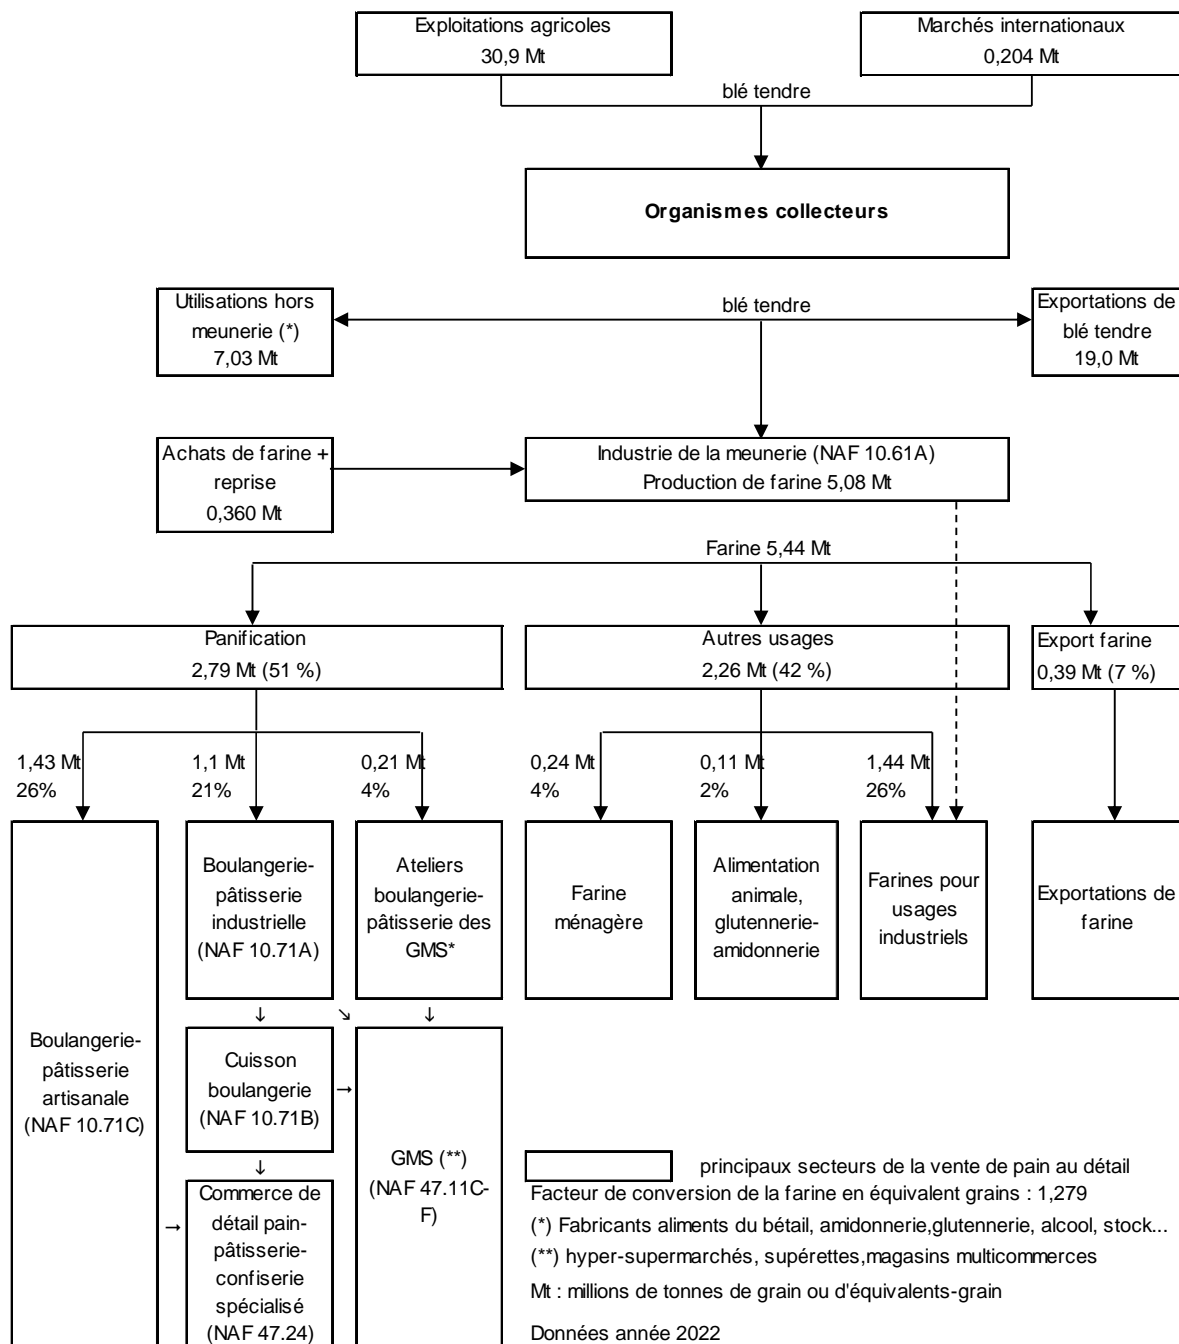 Exploitations agricoles
30,9 Mt
Marchés internationaux
0,204 Mt
blé tendre
Organismes collecteurs
Utilisations hors
meunerie (*)
7,03 Mt
blé tendre
Exportations de
blé tendre
19,0 Mt
Achats de farine +
reprise
0,360 Mt
Industrie de la meunerie (NAF 10.61A)
Production de farine 5,08 Mt
Farine 5,44 Mt
Panification
2,79 Mt (51 %)
Autres usages
2,26 Mt (42 %)
Export farine
0,39 Mt (7 %)
1,43 Mt
26%
1,1 Mt
21%
0,21 Mt
4%
0,24 Mt
4%
0,11 Mt
2%
1,44 Mt
26%
Boulangerie-
pâtisserie
artisanale
(NAF 10.71C)
Boulangerie-
pâtisserie
industrielle
(NAF 10.71A)
Ateliers
boulangerie-
pâtisserie des
GMS*
Farine
ménagère
Alimentation
animale,
glutennerie-
amidonnerie
Farines pour
usages
industriels
Exportations de
farine
↓ ↘ ↓
Cuisson
boulangerie
(NAF 10.71B)
→
GMS (**)
(NAF 47.11C-
F)
↓
→
Commerce de
détail pain-
pâtisserie-
confiserie
spécialisé
(NAF 47.24)
principaux secteurs de la vente de pain au détail
Facteur de conversion de la farine en équivalent grains : 1,279
(*) Fabricants aliments du bétail, amidonnerie,glutennerie, alcool, stock...
(**) hyper-supermarchés, supérettes,magasins multicommerces
Mt : millions de tonnes de grain ou d'équivalents-grain
Données année 2022